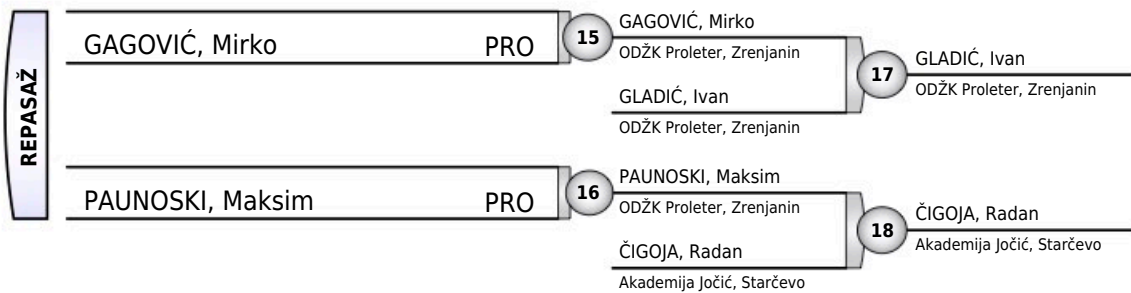 REPASAŽ
GAGOVIĆ, Mirko PRO
15
GAGOVIĆ, Mirko
ODŽK Proleter, Zrenjanin
GLADIĆ, Ivan
ODŽK Proleter, Zrenjanin
17
GLADIĆ, Ivan
ODŽK Proleter, Zrenjanin
PAUNOSKI, Maksim PRO
16
PAUNOSKI, Maksim
ODŽK Proleter, Zrenjanin
ČIGOJA, Radan
Akademija Jočić, Starčevo
18
ČIGOJA, Radan
Akademija Jočić, Starčevo